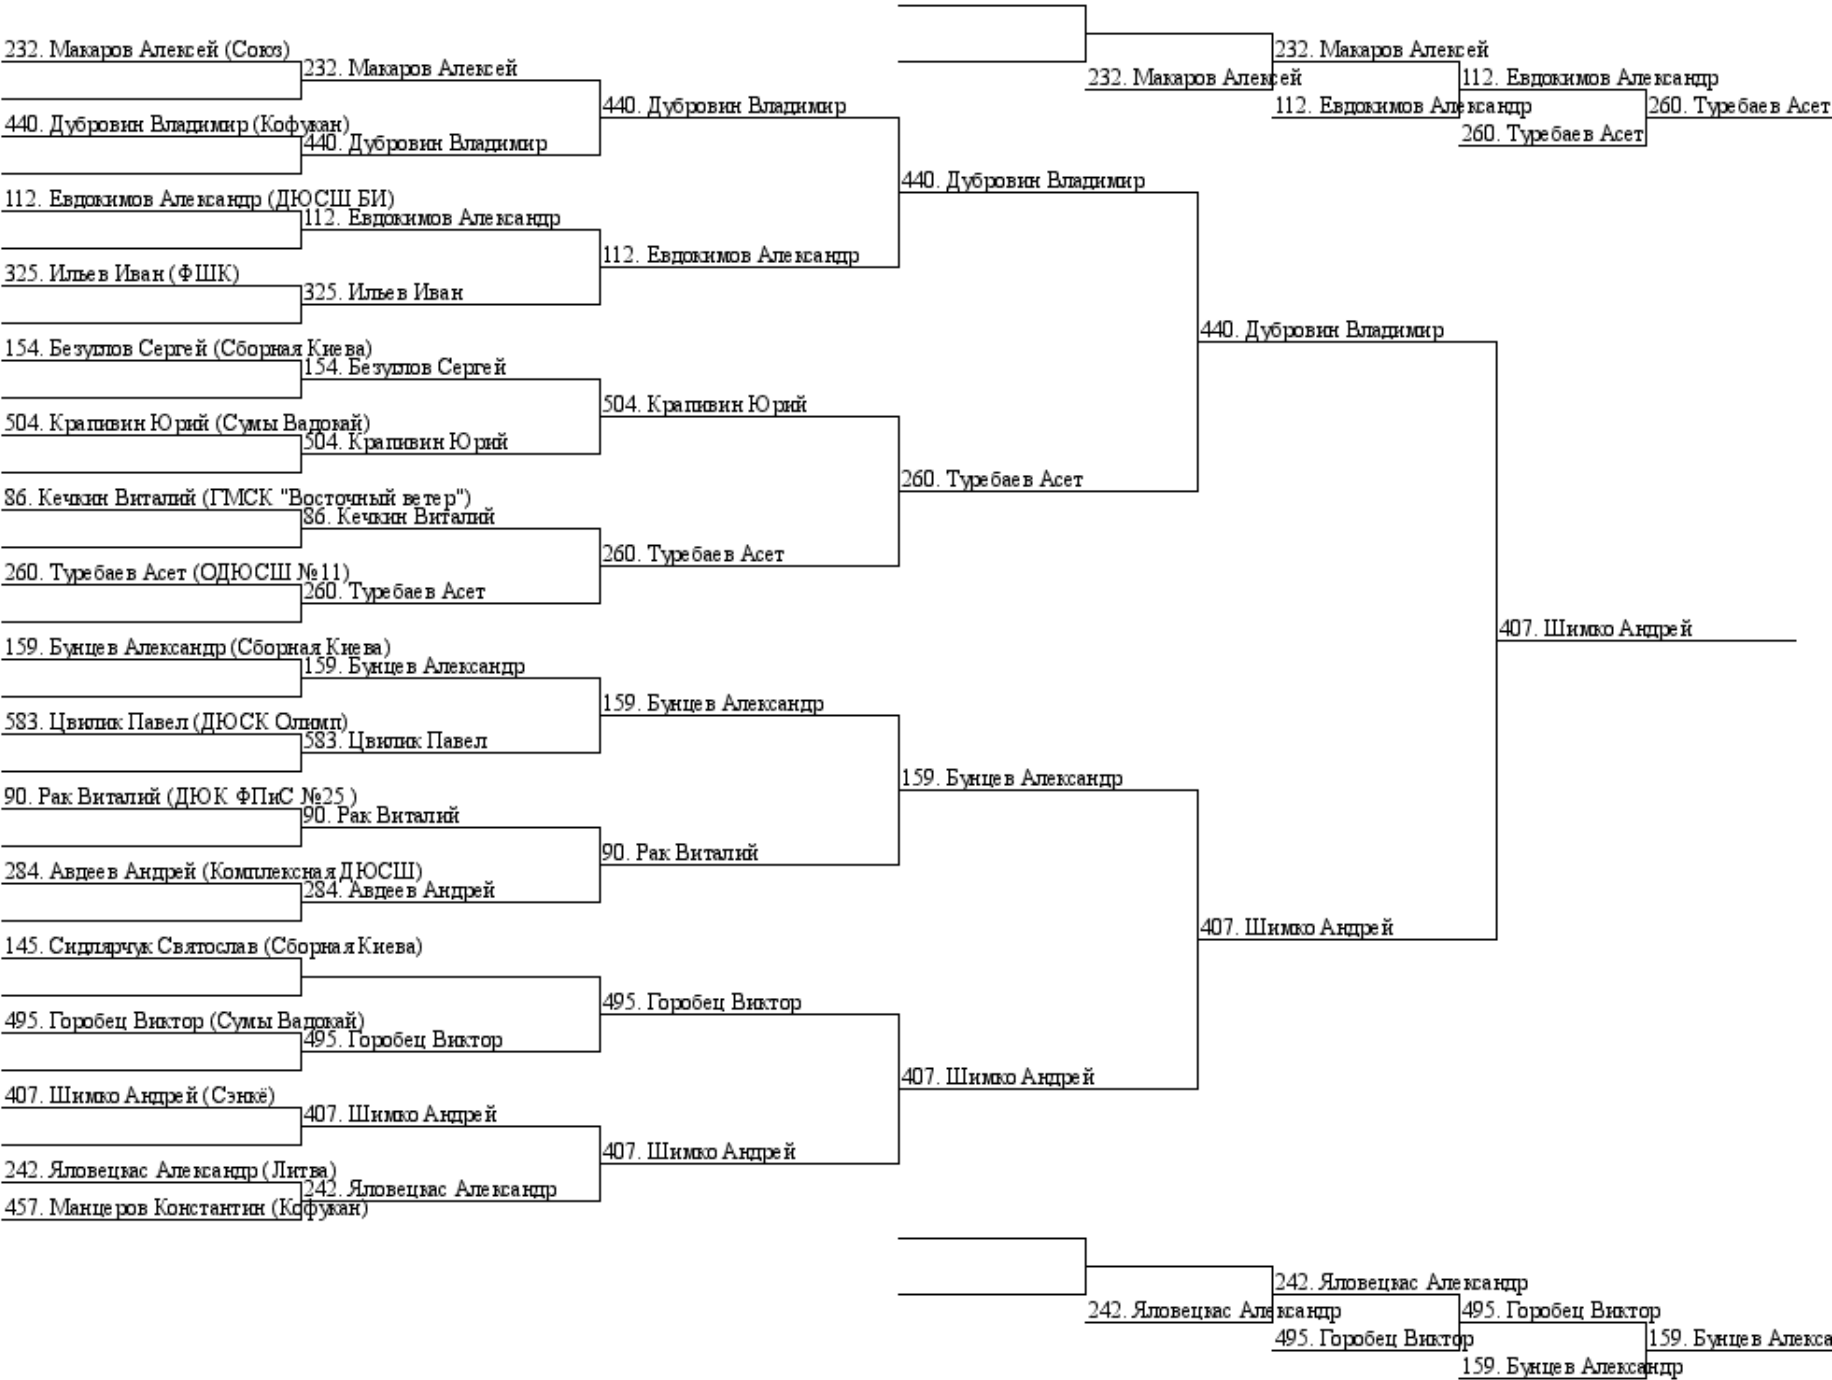 232. Макаров Алексей (Союз)
440. Дубровин Владимир (Кофукан)
112. Евдокимов Александр (ДЮСШ БИ)
325. Ильев Иван (ФШК)
154. Безуглов Сергей (Сборная Киева)
504. Крапивин Юрий (Сумы Вадокай)
86. Кечкин Виталий (ГМСК "Восточный ветер")
260. Туребаев Асет (ОДЮСШ №11)
159. Бунцев Александр (Сборная Киева)
583. Цвилик Павел (ДЮСК Олимп)
90. Рак Виталий (ДЮК ФПиС №25 )
284. Авдеев Андрей (Комплексная ДЮСШ)
145. Сидлярчук Святослав (Сборная Киева)
495. Горобец Виктор (Сумы Вадокай)
407. Шимко Андрей (Сэнкё)
242. Яловецкас Александр (Литва)
457. Манцеров Константин (Кофукан)
232. Макаров Алексей
440. Дубровин Владимир
112. Евдокимов Александр
325. Ильев Иван
154. Безуглов Сергей
504. Крапивин Юрий
86. Кечкин Виталий
260. Туребаев Асет
159. Бунцев Александр
583. Цвилик Павел
90. Рак Виталий
284. Авдеев Андрей
495. Горобец Виктор
407. Шимко Андрей
242. Яловецкас Александр
440. Дубровин Владимир
112. Евдокимов Александр
504. Крапивин Юрий
260. Туребаев Асет
159. Бунцев Александр
90. Рак Виталий
495. Горобец Виктор
407. Шимко Андрей
440. Дубровин Владимир
260. Туребаев Асет
159. Бунцев Александр
407. Шимко Андрей
440. Дубровин Владимир
407. Шимко Андрей
407. Шимко Андрей
232. Макаров Алексей
232. Макаров Алексей
112. Евдокимов Александр
112. Евдокимов Александр
260. Туребаев Асет
260. Туребаев Асет
242. Яловецкас Александр
242. Яловецкас Александр
495. Горобец Виктор
495. Горобец Виктор
159. Бунцев Александр
159. Бунцев Алекса